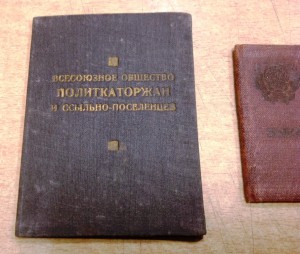 ВСЕСОЮЗНОЕ ОБЩЕСТВО
ПОЛИТКАТОРЖАН
И ССЫЛЬНО-ПОСЕЛЕНЦЕВ